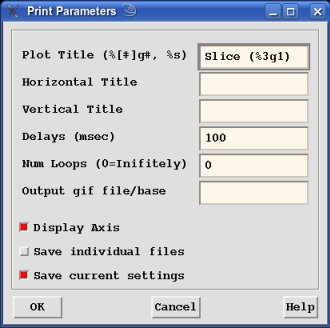 Print Parameters
Plot Title (%[#]g#, %s) Slice (%3g1)
Horizontal Title
Vertical Title
Delays (msec) 100
Num Loops (0=Inifitely) 0
Output gif file/base
Display Axis
Save individual files
Save current settings
OK Cancel Help